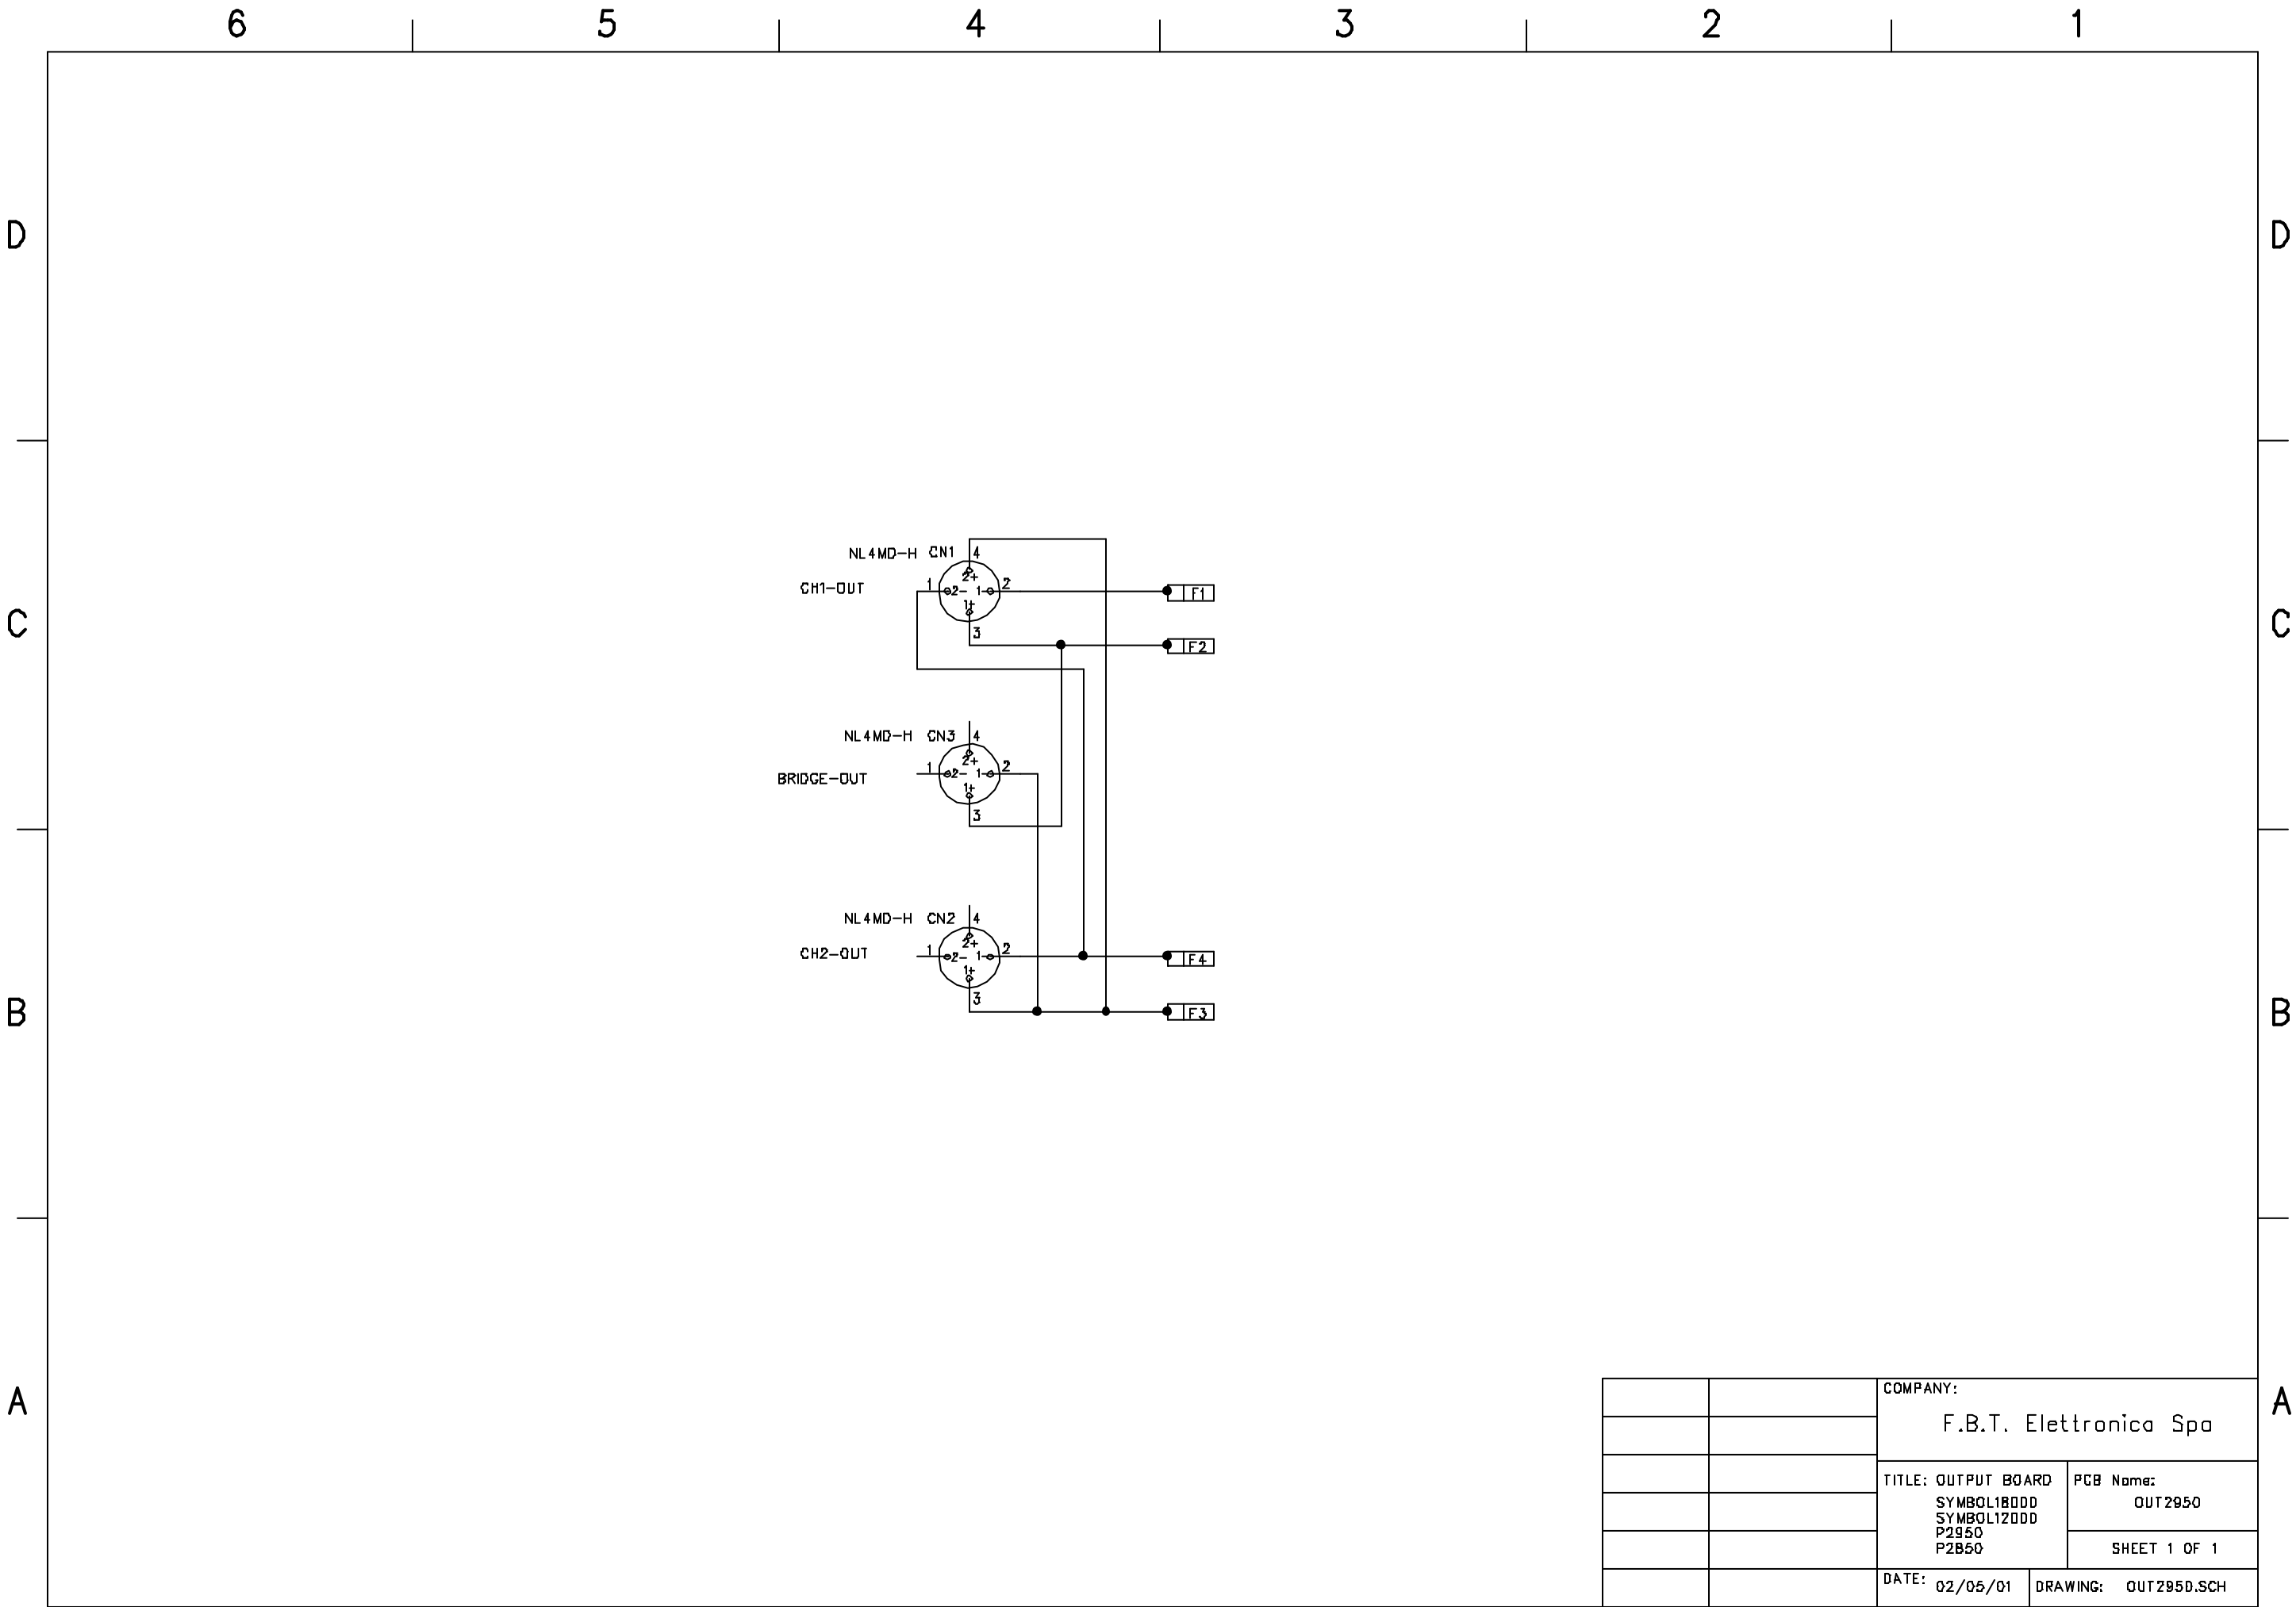 6 5 4 3 2 1
D D
NL4MD-H CN1 4
2+
CH1-OUT 1 2- 1- 2 F1
1+
3
F2
C C
NL4MD-H CN3 4
2+
BRIDGE-OUT 1 2- 1- 2
1+
3
NL4MD-H CN2 4
2+
CH2-OUT 1 2- 1- 2 F4
1+
3
F3
B B
A A
COMPANY:
F.B.T. Elettronica Spa
TITLE: OUTPUT BOARD
SYMBOL1800D
SYMBOL1200D
P2950
P2850
PCB Name:
OUT2950
SHEET 1 OF 1
DATE: 02/05/01
DRAWING: OUT295D.SCH